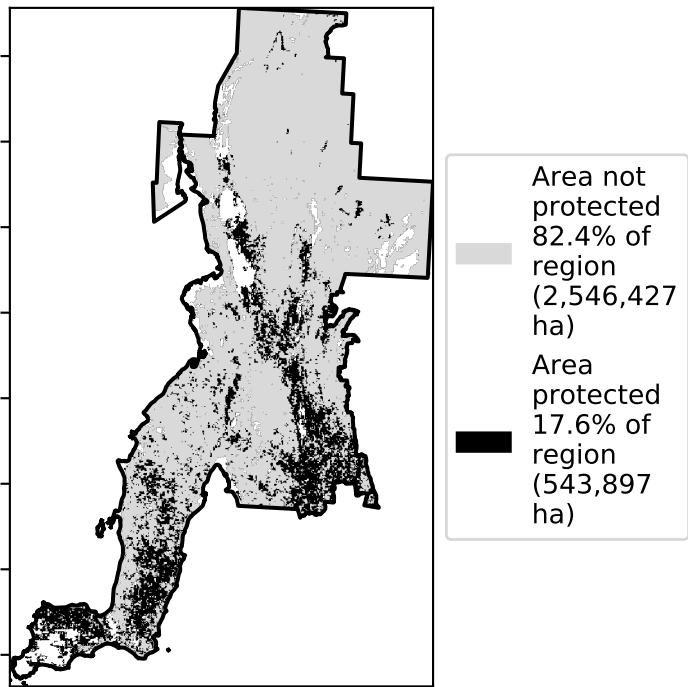 Area not
protected
82.4% of
region
(2,546,427
ha)
Area
protected
17.6% of
region
(543,897
ha)